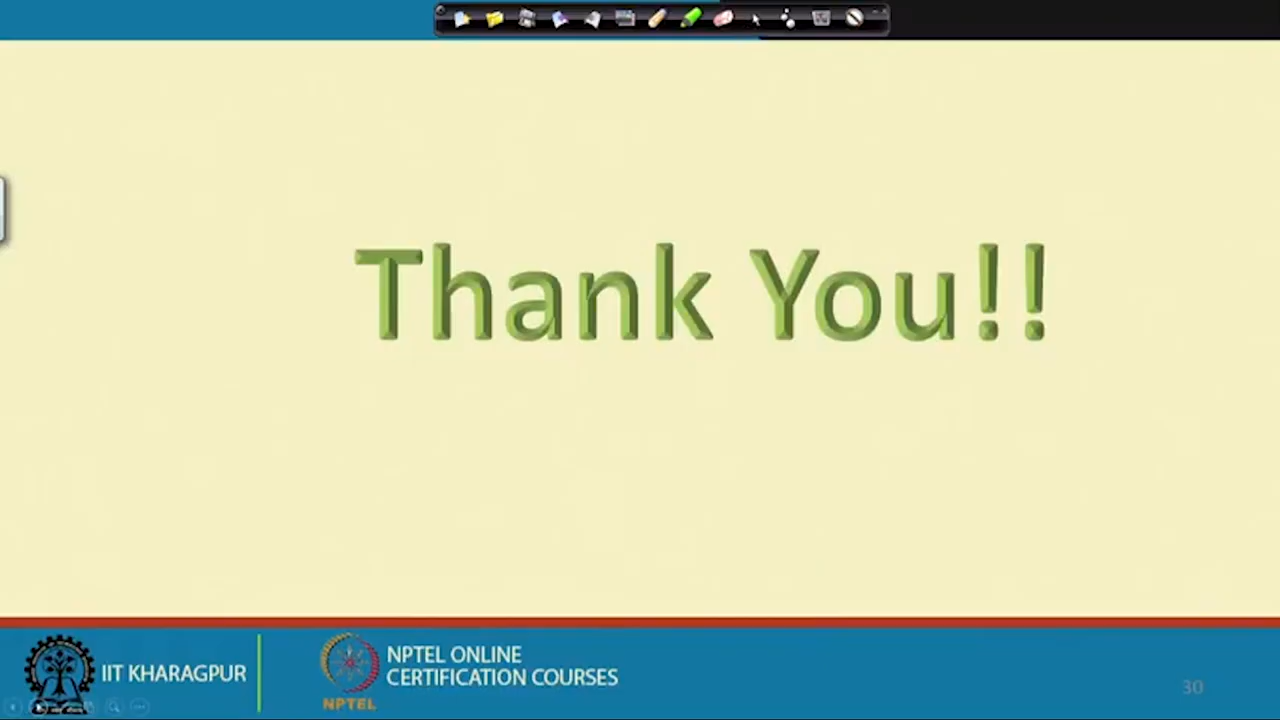 Thank You!!
IIT KHARAGPUR
NPTEL
NPTEL ONLINE
CERTIFICATION COURSES
30